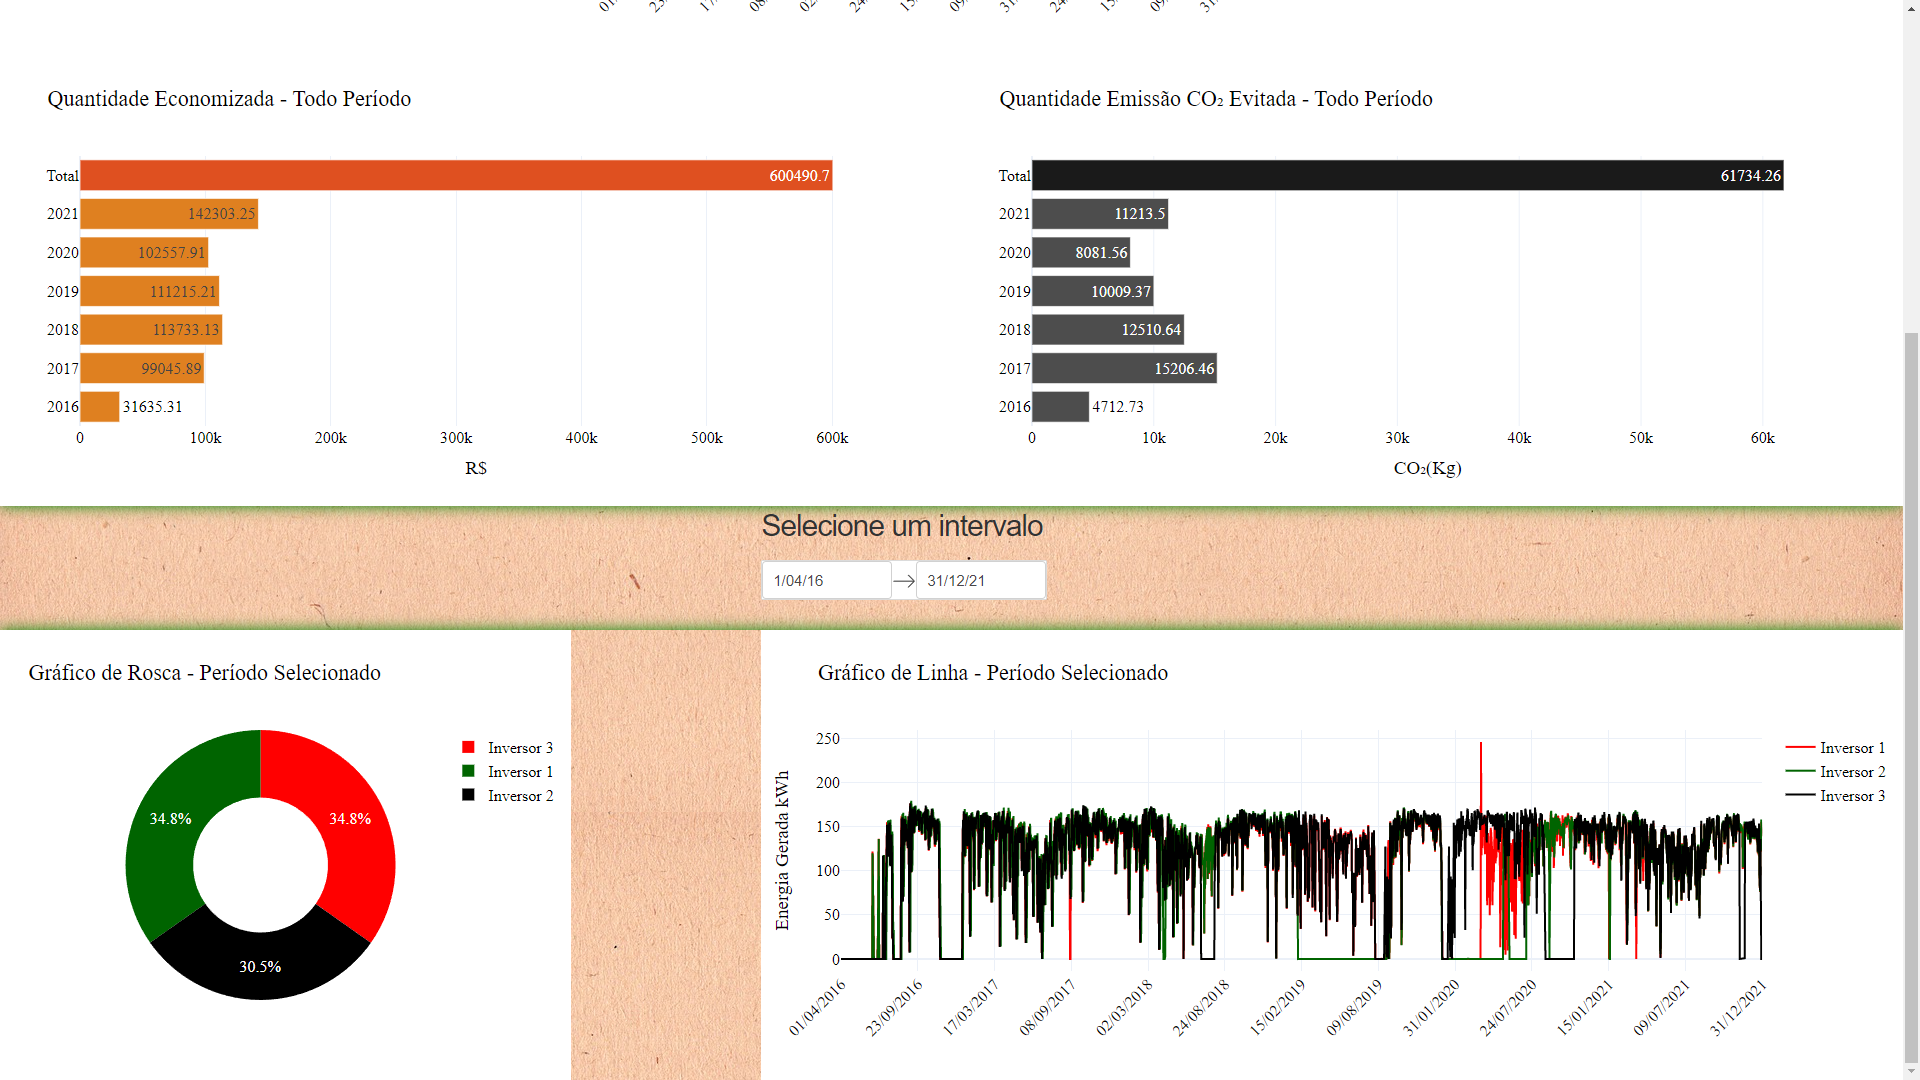 Quantidade Economizada - Todo Período
Total 600490.7
2021 142303.25
2020 102557.91
2019 111215.21
2018 113733.13
2017 99045.89
2016 31635.31
0 100k 200k 300k 400k 500k 600k
R$
Quantidade Emissão CO₂ Evitada - Todo Período
Total 61734.26
2021 11213.5
2020 8081.56
2019 10009.37
2018 12510.64
2017 15206.46
2016 4712.73
0 10k 20k 30k 40k 50k 60k
CO₂(Kg)
Selecione um intervalo
1/04/16 → 31/12/21
Gráfico de Rosca - Período Selecionado
Inversor 3
Inversor 1
Inversor 2
34.8% 34.8%
30.5%
Gráfico de Linha - Período Selecionado
Energia Gerada kWh
250
200
150
100
50
0
01/04/2016 23/09/2016 17/03/2017 08/09/2017 02/03/2018 24/08/2018 15/02/2019 09/08/2019 31/01/2020 24/07/2020 15/01/2021 09/07/2021 31/12/2021
Inversor 1
Inversor 2
Inversor 3